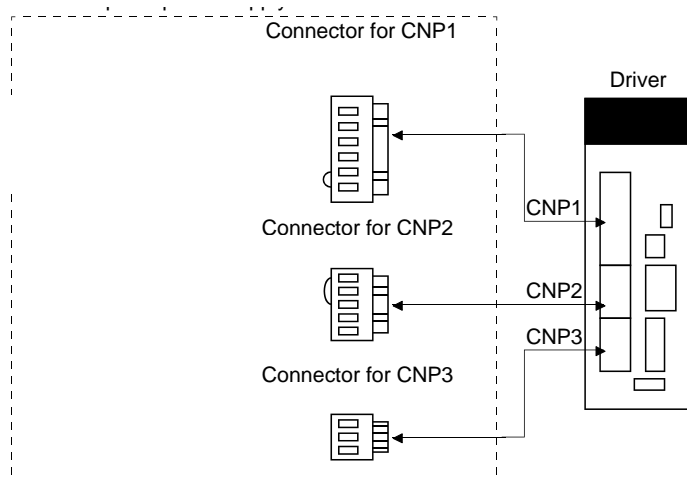 Connector for CNP1
Driver
CNP1
Connector for CNP2
CNP2
CNP3
Connector for CNP3